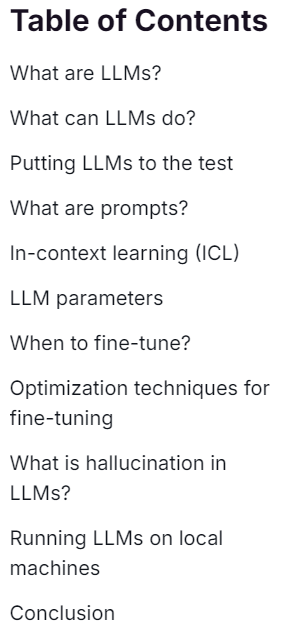 Table of Contents
What are LLMs?
What can LLMs do?
Putting LLMs to the test
What are prompts?
In-context learning (ICL)
LLM parameters
When to fine-tune?
Optimization techniques for
fine-tuning
What is hallucination in
LLMs?
Running LLMs on local
machines
Conclusion